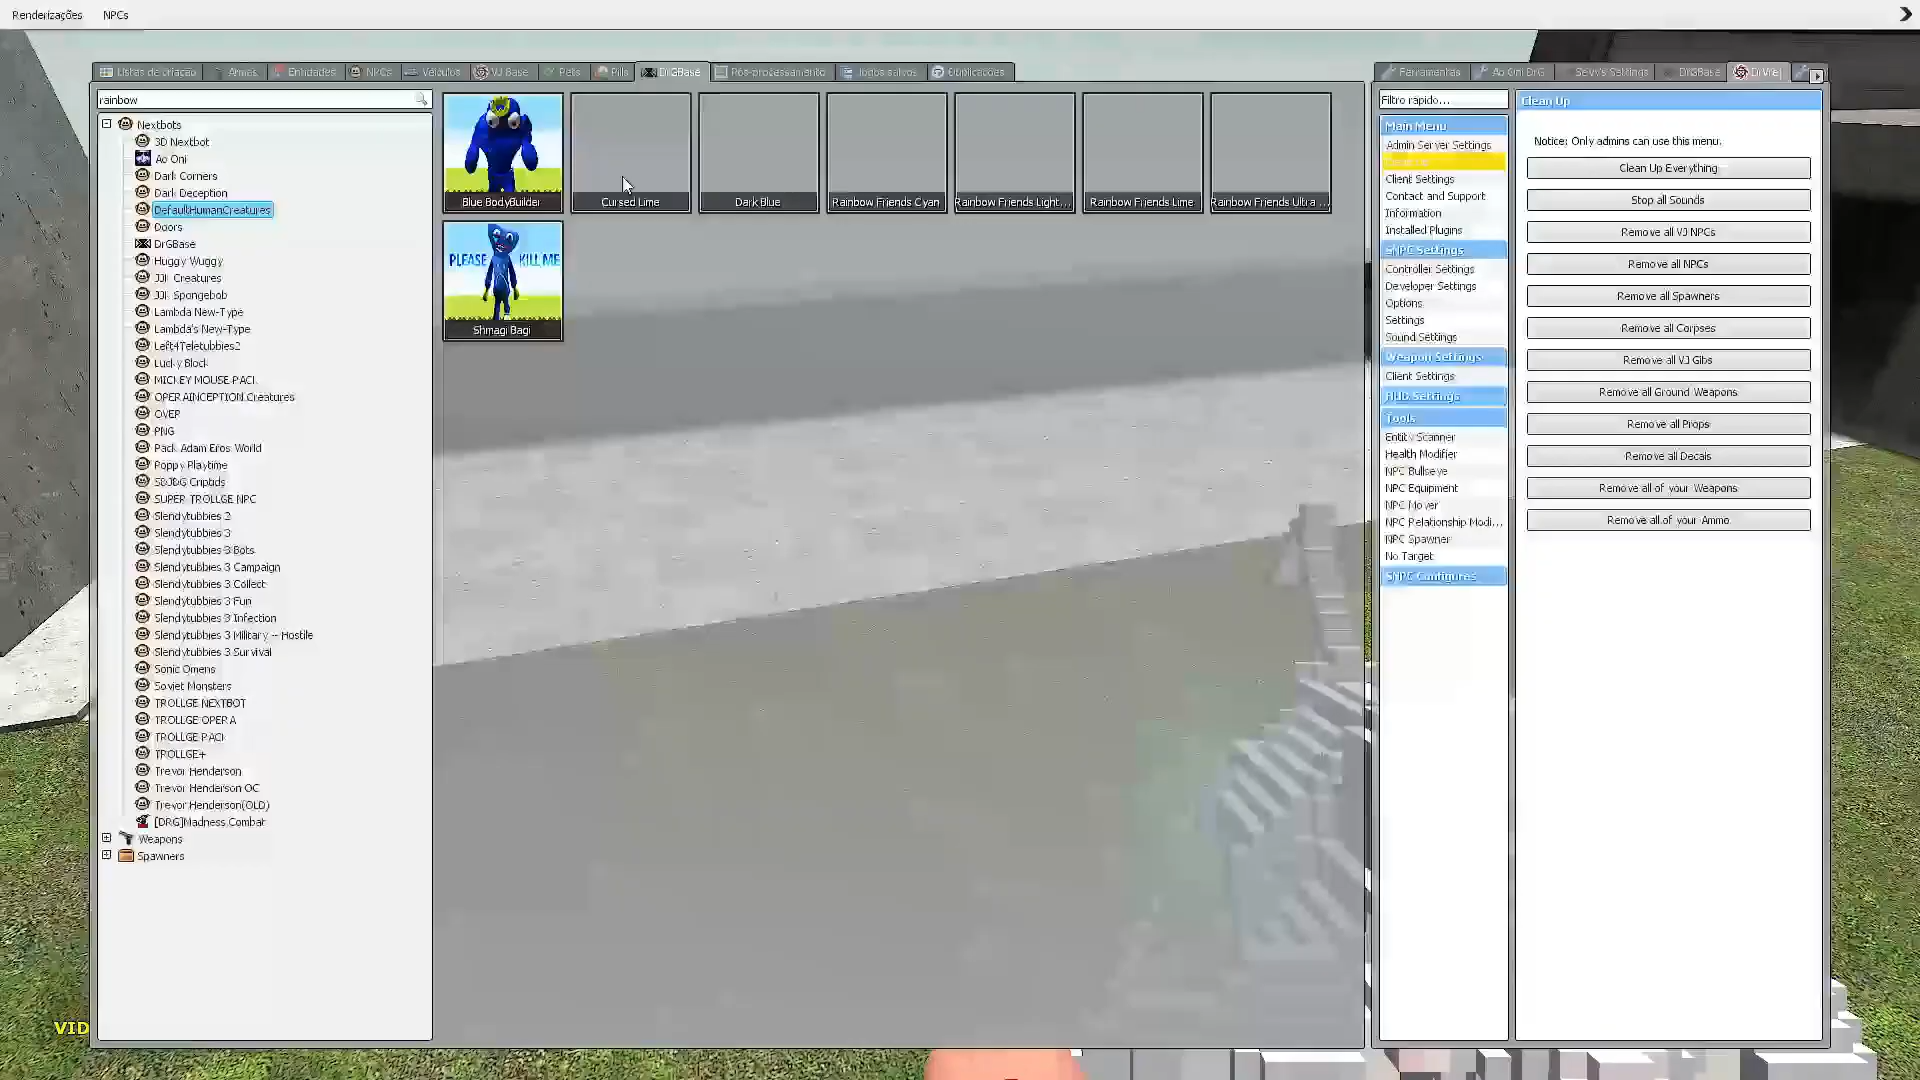 Renderizações NPCs
Listas de criação Armas Entidades NPCs Veículos VJ Base Pets Pills DrGBase Pós-processamento Todos salvos Duplicações
Ferramentas Ao Oni DrG DrGBase DrVrej
rainbow
Nextbots
3D Nextbot
Ao Oni
Dark Corners
Dark Deception
DefaultHumanCreatures
Doors
DrGBase
Huggy Wuggy
JJK Creatures
JJK Spongebob
Lambda New-Type
Lambda's New-Type
Left4Teletubbies2
Lucky Block
MICKEY MOUSE PACK
OPERAINCEPTION Creatures
PNG
Pack Adam Eros World
Poppy Playtime
SUPER TROLLGE NPC
Slendytubbies 2
Slendytubbies 3
Slendytubbies 3 Bots
Slendytubbies 3 Campaign
Slendytubbies 3 Collect
Slendytubbies 3 Fun
Slendytubbies 3 Infection
Slendytubbies 3 Military -- Hostile
Slendytubbies 3 Survival
Sonic Omens
Soviet Monsters
TROLLGE NEXTBOT
TROLLGE OPERA
TROLLGE PACK
TROLLGE+
Trevor Henderson
Trevor Henderson OC
Trevor Henderson(OLD)
[DRG]Madness Combat
Weapons
Spawners
Blue BodyBuilder
Cursed Lime
Dark Blue
Rainbow Friends Cyan
Rainbow Friends Light...
Rainbow Friends Lime
Rainbow Friends Ultra ...
PLEASE KILL ME
Shmagi Bagi
Filtro rápido...
Main Menu
Admin Server Settings
Client Settings
Contact and Support
Information
Installed Plugins
SNPC Settings
Controller Settings
Developer Settings
Options
Settings
Sound Settings
Weapon Settings
Client Settings
HUD Settings
Tools
Entity Scanner
Health Modifier
NPC Bullseye
NPC Equipment
NPC Mover
NPC Relationship Modi...
NPC Spawner
No Target
SNPC Configures
Clean Up
Notice: Only admins can use this menu.
Clean Up Everything
Stop all Sounds
Remove all VJ NPCs
Remove all NPCs
Remove all Spawners
Remove all Corpses
Remove all VJ Gibs
Remove all Ground Weapons
Remove all Props
Remove all Decals
Remove all of your Weapons
Remove all of your Ammo
VID